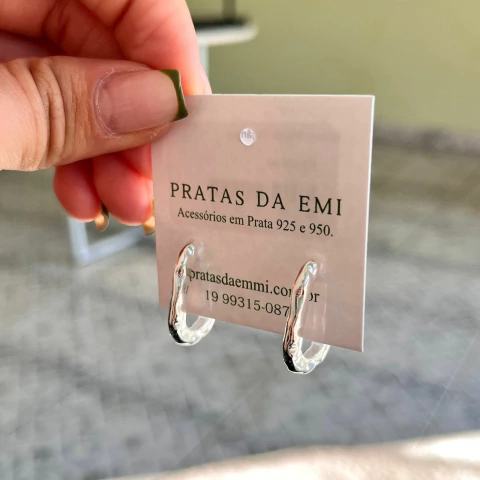 PRATAS DA EMI
Acessórios em Prata 925 e 950.
pratasdaemmi.com.br
19 99315-087